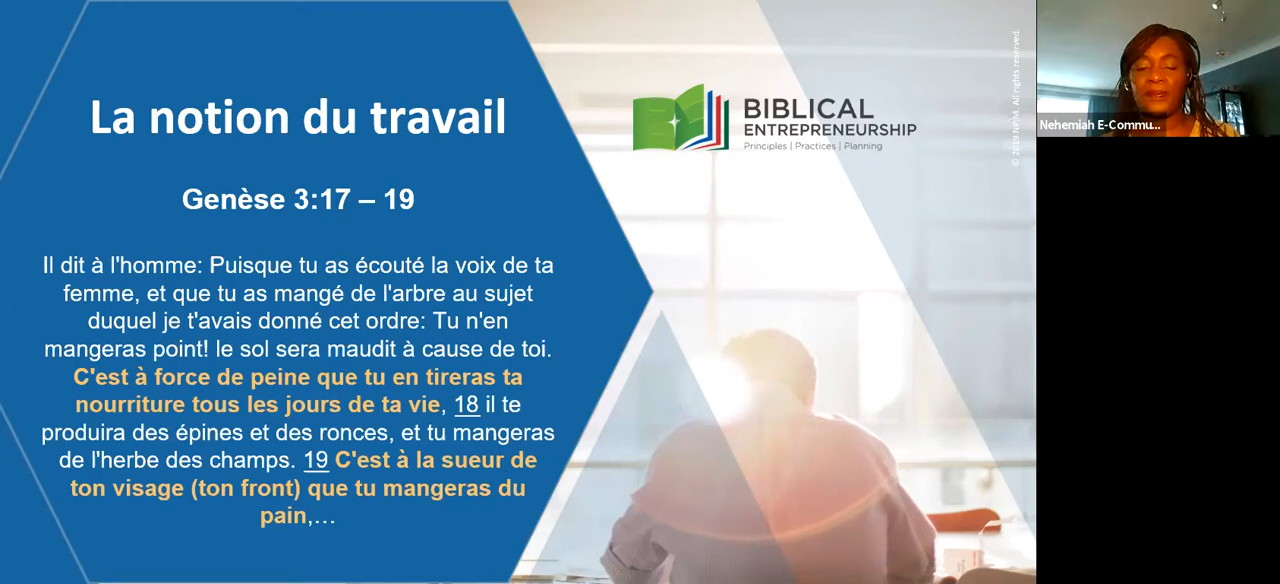 La notion du travail
Genèse 3:17 – 19
Il dit à l'homme: Puisque tu as écouté la voix de ta
femme, et que tu as mangé de l'arbre au sujet
duquel je t'avais donné cet ordre: Tu n'en
mangeras point! le sol sera maudit à cause de toi.
C'est à force de peine que tu en tireras ta
nourriture tous les jours de ta vie, 18 il te
produira des épines et des ronces, et tu mangeras
de l'herbe des champs. 19 C'est à la sueur de
ton visage (ton front) que tu mangeras du
pain,…
BIBLICAL
ENTREPRENEURSHIP
Principles | Practices | Planning
© 2019 NPIM. All rights reserved.
Nehemiah E-Commu...